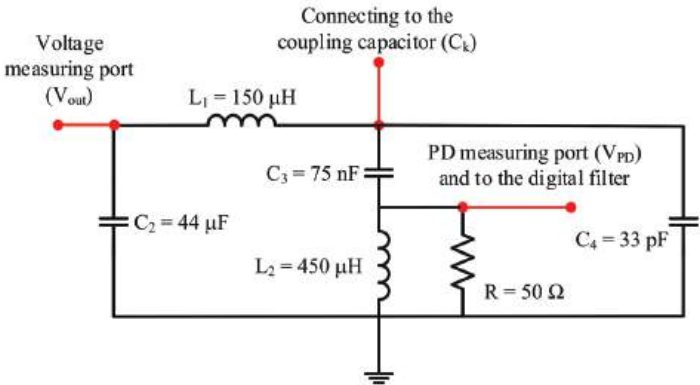 Connecting to the
coupling capacitor (Cₖ)
Voltage
measuring port
(Vₒᵤₜ)
L₁ = 150 μH
C₃ = 75 nF
PD measuring port (V_PD)
and to the digital filter
C₂ = 44 μF
C₄ = 33 pF
L₂ = 450 μH
R = 50 Ω